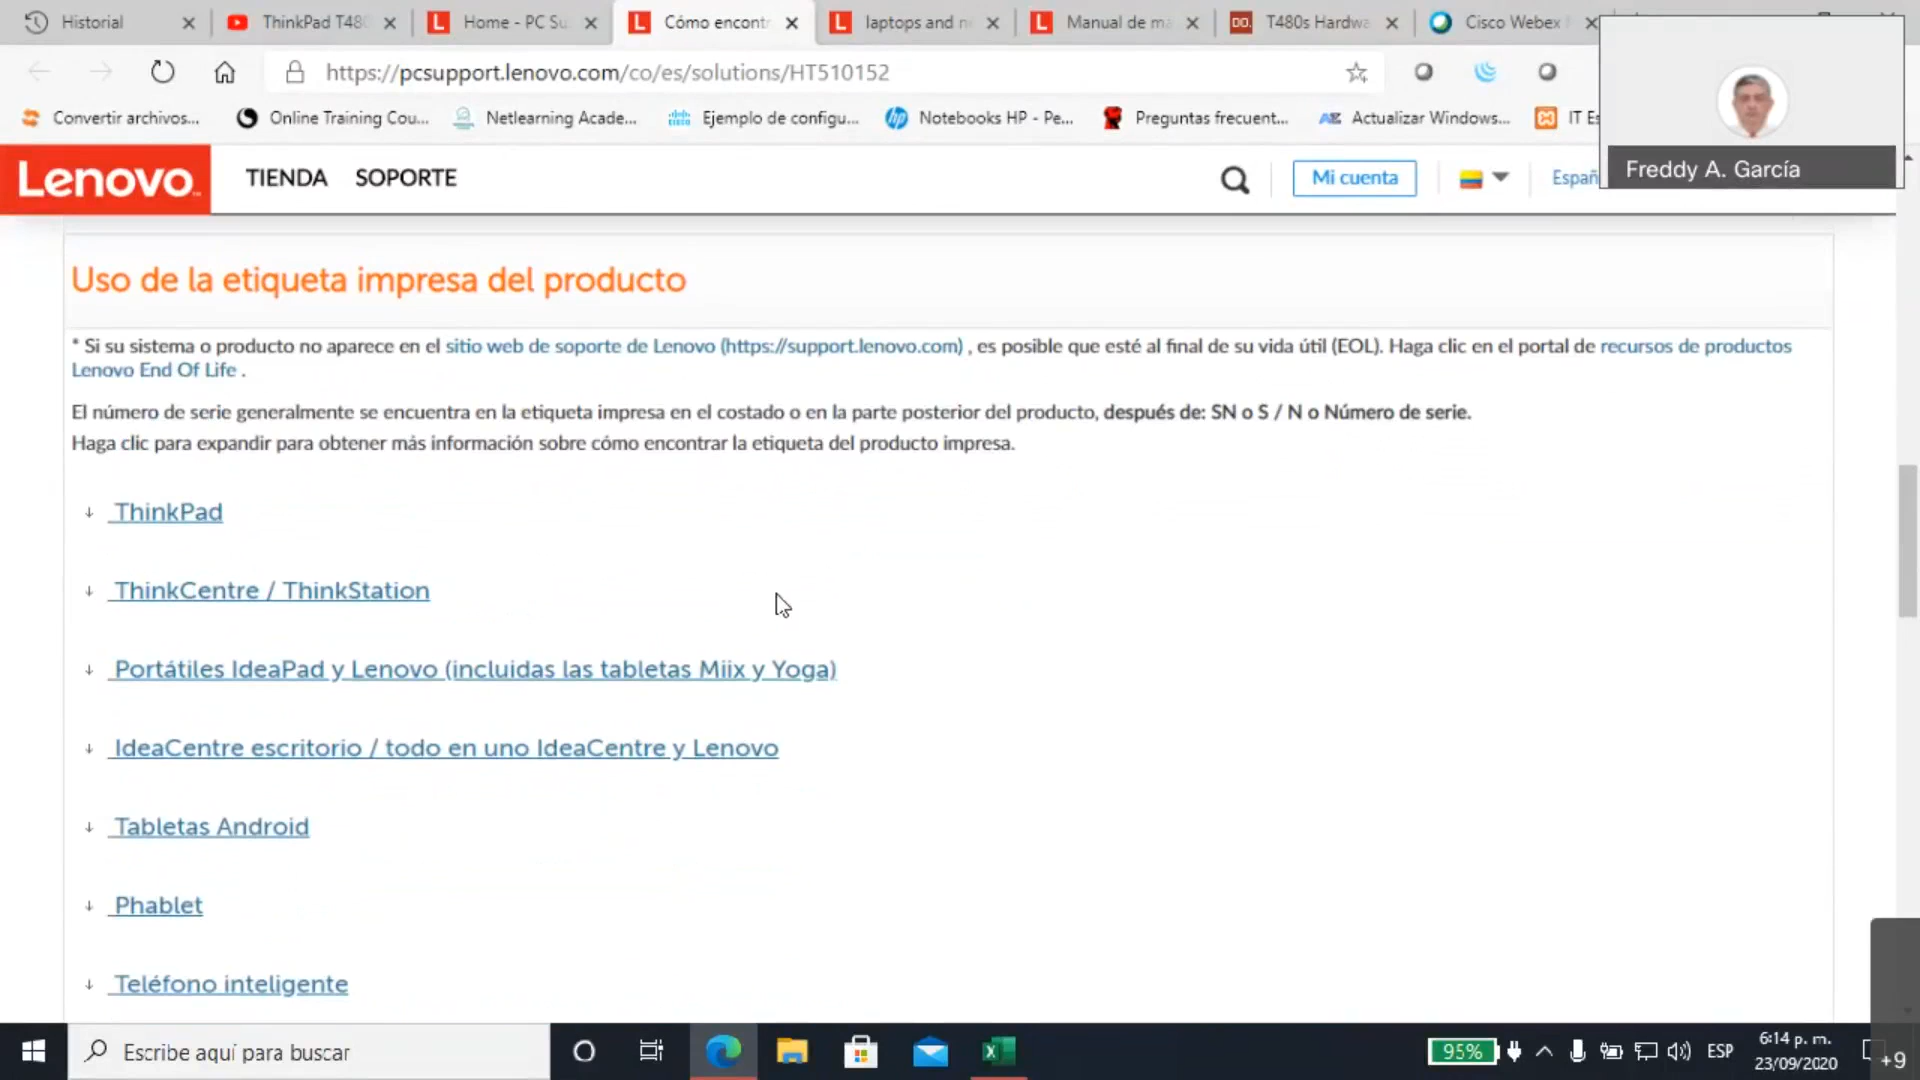 Historial
ThinkPad T480
Home - PC Su
Cómo encontr
laptops and n
Manual de ma
T480s Hardwa
Cisco Webex
https://pcsupport.lenovo.com/co/es/solutions/HT510152
Convertir archivos...
Online Training Cou...
Netlearning Acade...
Ejemplo de configu...
Notebooks HP - Pe...
Preguntas frecuent...
Actualizar Windows...
IT Es
Freddy A. García
Lenovo
TIENDA
SOPORTE
Mi cuenta
Españ
Uso de la etiqueta impresa del producto
* Si su sistema o producto no aparece en el sitio web de soporte de Lenovo (https://support.lenovo.com) , es posible que esté al final de su vida útil (EOL). Haga clic en el portal de recursos de productos
Lenovo End Of Life .
El número de serie generalmente se encuentra en la etiqueta impresa en el costado o en la parte posterior del producto, después de: SN o S / N o Número de serie.
Haga clic para expandir para obtener más información sobre cómo encontrar la etiqueta del producto impresa.
↓ ThinkPad
↓ ThinkCentre / ThinkStation
↓ Portátiles IdeaPad y Lenovo (incluidas las tabletas Miix y Yoga)
↓ IdeaCentre escritorio / todo en uno IdeaCentre y Lenovo
↓ Tabletas Android
↓ Phablet
↓ Teléfono inteligente
Escribe aquí para buscar
95%
ESP
6:14 p. m.
23/09/2020
+9